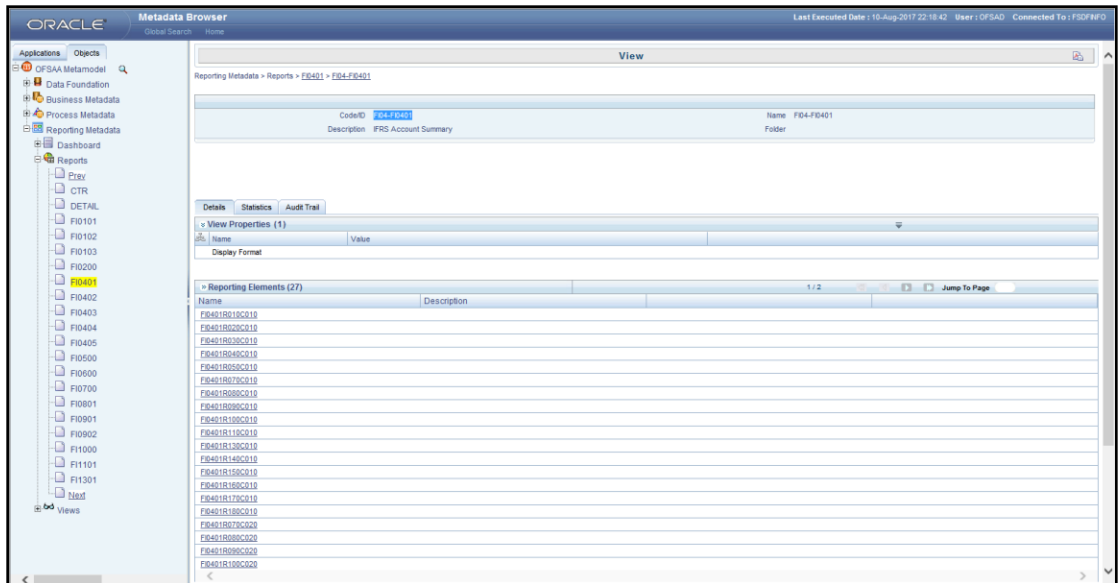 ORACLE
Metadata Browser
Last Executed Date : 10-Aug-2017 22:18:42 User : OFSAD Connected To : FSDFINFO
Global Search Home
Applications Objects
OFSAA Metamodel
Data Foundation
Business Metadata
Process Metadata
Reporting Metadata
Dashboard
Reports
Prev
CTR
DETAIL
FI0101
FI0102
FI0103
FI0200
FI0401
FI0402
FI0403
FI0404
FI0405
FI0500
FI0600
FI0700
FI0801
FI0901
FI0902
FI1000
FI1101
FI1301
Next
Views
View
Reporting Metadata > Reports > FI0401 > FI04-FI0401
Code/ID FI04-FI0401 Name FI04-FI0401
Description IFRS Account Summary Folder
Details Statistics Audit Trail
View Properties (1)
Name Value
Display Format
Reporting Elements (27) 1 / 2 Jump To Page
Name Description
FI0401R010C010
FI0401R020C010
FI0401R030C010
FI0401R040C010
FI0401R050C010
FI0401R070C010
FI0401R080C010
FI0401R090C010
FI0401R100C010
FI0401R110C010
FI0401R130C010
FI0401R140C010
FI0401R150C010
FI0401R160C010
FI0401R170C010
FI0401R180C010
FI0401R070C020
FI0401R080C020
FI0401R090C020
FI0401R100C020